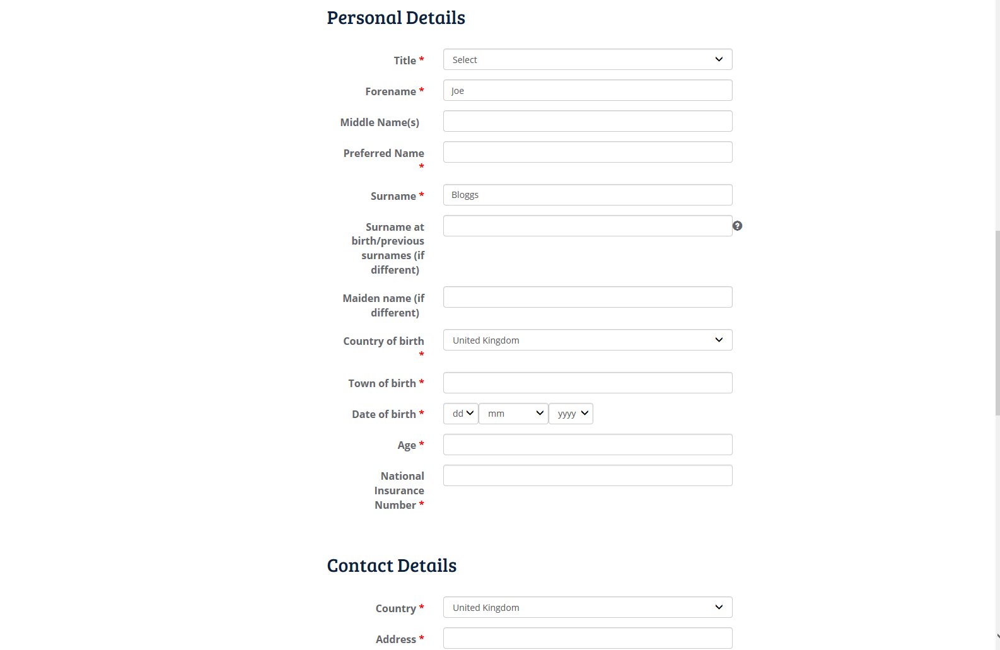 Personal Details
Title *
Select
Forename *
Joe
Middle Name(s)
Preferred Name
*
Surname *
Bloggs
Surname at
birth/previous
surnames (if
different)
?
Maiden name (if
different)
Country of birth
*
United Kingdom
Town of birth *
Date of birth *
dd mm yyyy
Age *
National
Insurance
Number *
Contact Details
Country *
United Kingdom
Address *